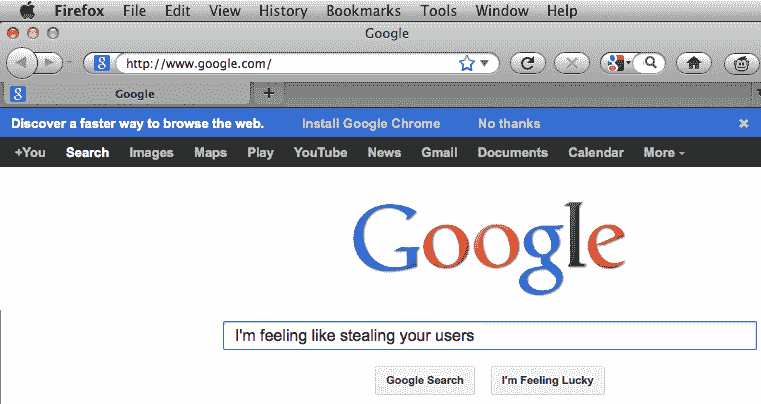 Firefox File Edit View History Bookmarks Tools Window Help
Google
http://www.google.com/
Google
Discover a faster way to browse the web. Install Google Chrome No thanks
+You Search Images Maps Play YouTube News Gmail Documents Calendar More
Google
I'm feeling like stealing your users
Google Search I'm Feeling Lucky